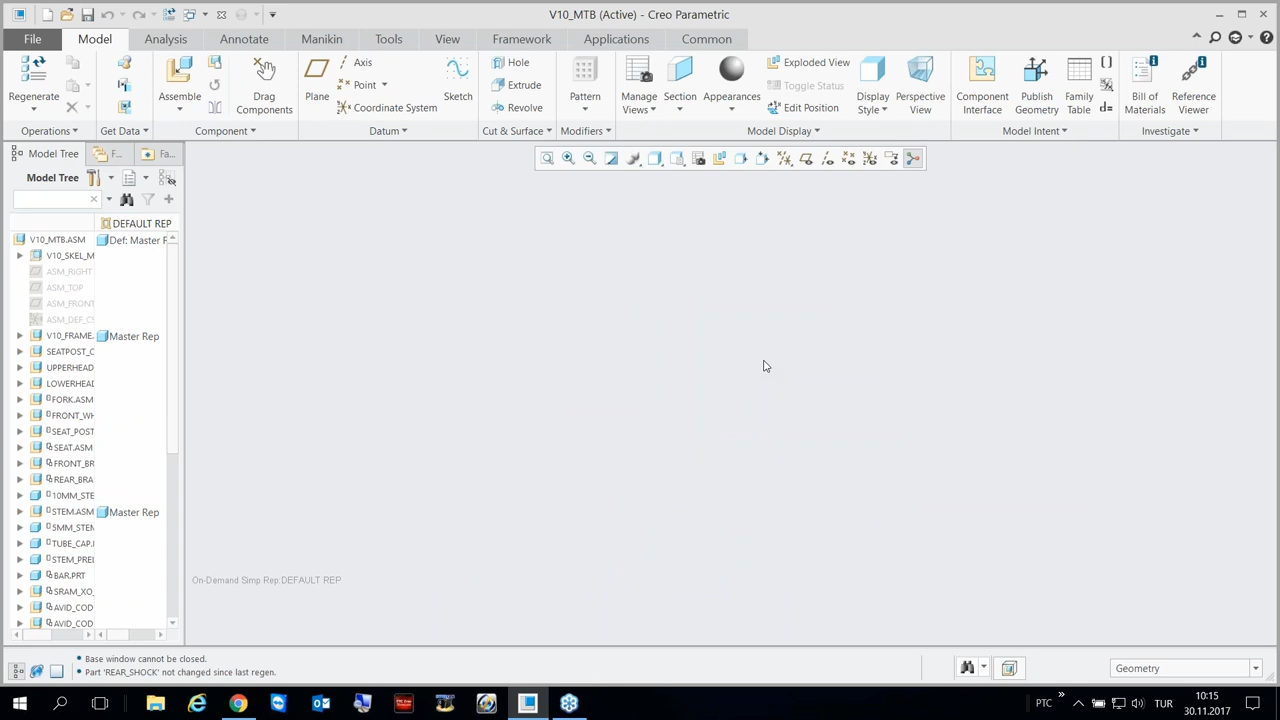 V10_MTB (Active) - Creo Parametric
File Model Analysis Annotate Manikin Tools View Framework Applications Common
Regenerate
Operations
Get Data
Assemble
Drag Components
Component
Plane
Axis
Point
Coordinate System
Sketch
Datum
Hole
Extrude
Revolve
Cut & Surface
Pattern
Modifiers
Manage Views
Section
Appearances
Exploded View
Toggle Status
Edit Position
Display Style
Perspective View
Model Display
Component Interface
Publish Geometry
Family Table
Model Intent
Bill of Materials
Reference Viewer
Investigate
Model Tree F... Fa...
Model Tree
DEFAULT REP
V10_MTB.ASM Def: Master F
V10_SKEL_M
ASM_RIGHT
ASM_TOP
ASM_FRONT
ASM_DEF_CS
V10_FRAME. Master Rep
SEATPOST_C
UPPERHEAD
LOWERHEAD
FORK.ASM
FRONT_WH
SEAT_POST
SEAT.ASM
FRONT_BR
REAR_BRA
10MM_STE
STEM.ASM Master Rep
5MM_STEM
TUBE_CAP.
STEM_PREL
BAR.PRT
SRAM_XO_
AVID_COD
AVID_COD
On-Demand Simp Rep:DEFAULT REP
• Base window cannot be closed.
• Part 'REAR_SHOCK' not changed since last regen.
Geometry
PTC » TUR
10:15
30.11.2017